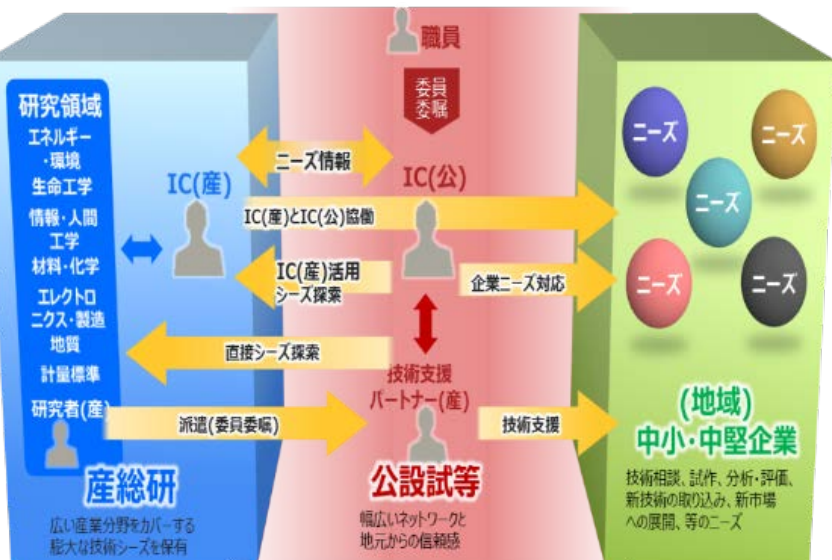 職員
委員
委嘱
研究領域
エネルギー
・環境
生命工学
情報・人間
工学
材料・化学
エレクトロ
ニクス・製造
地質
計量標準
研究者(産)
IC(産)
ニーズ情報
IC(公)
IC(産)とIC(公)協働
IC(産)活用
シーズ探索
企業ニーズ対応
直接シーズ探索
技術支援
パートナー(産)
派遣(委員委嘱)
技術支援
ニーズ
ニーズ
ニーズ
ニーズ
ニーズ
産総研
広い産業分野をカバーする
膨大な技術シーズを保有
公設試等
幅広いネットワークと
地元からの信頼感
(地域)
中小・中堅企業
技術相談、試作、分析・評価、
新技術の取り込み、新市場
への展開、等のニーズ